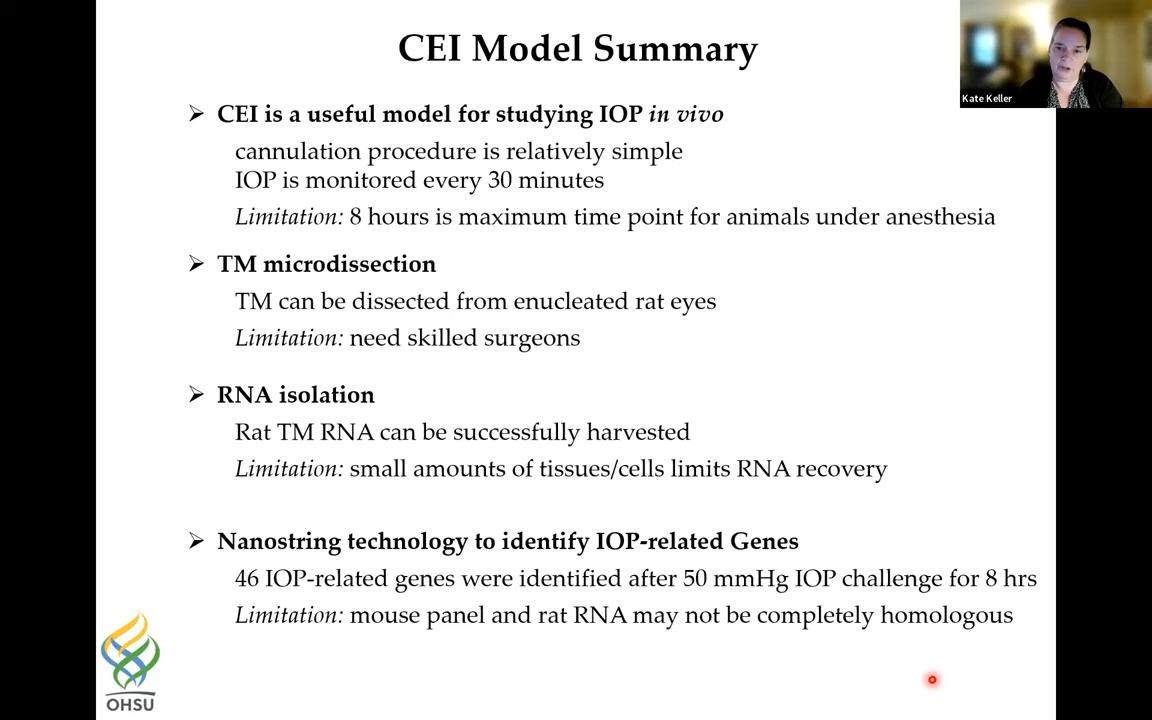 CEI Model Summary
Kate Keller
➢ CEI is a useful model for studying IOP in vivo
cannulation procedure is relatively simple
IOP is monitored every 30 minutes
Limitation: 8 hours is maximum time point for animals under anesthesia
➢ TM microdissection
TM can be dissected from enucleated rat eyes
Limitation: need skilled surgeons
➢ RNA isolation
Rat TM RNA can be successfully harvested
Limitation: small amounts of tissues/cells limits RNA recovery
➢ Nanostring technology to identify IOP-related Genes
46 IOP-related genes were identified after 50 mmHg IOP challenge for 8 hrs
Limitation: mouse panel and rat RNA may not be completely homologous
OHSU